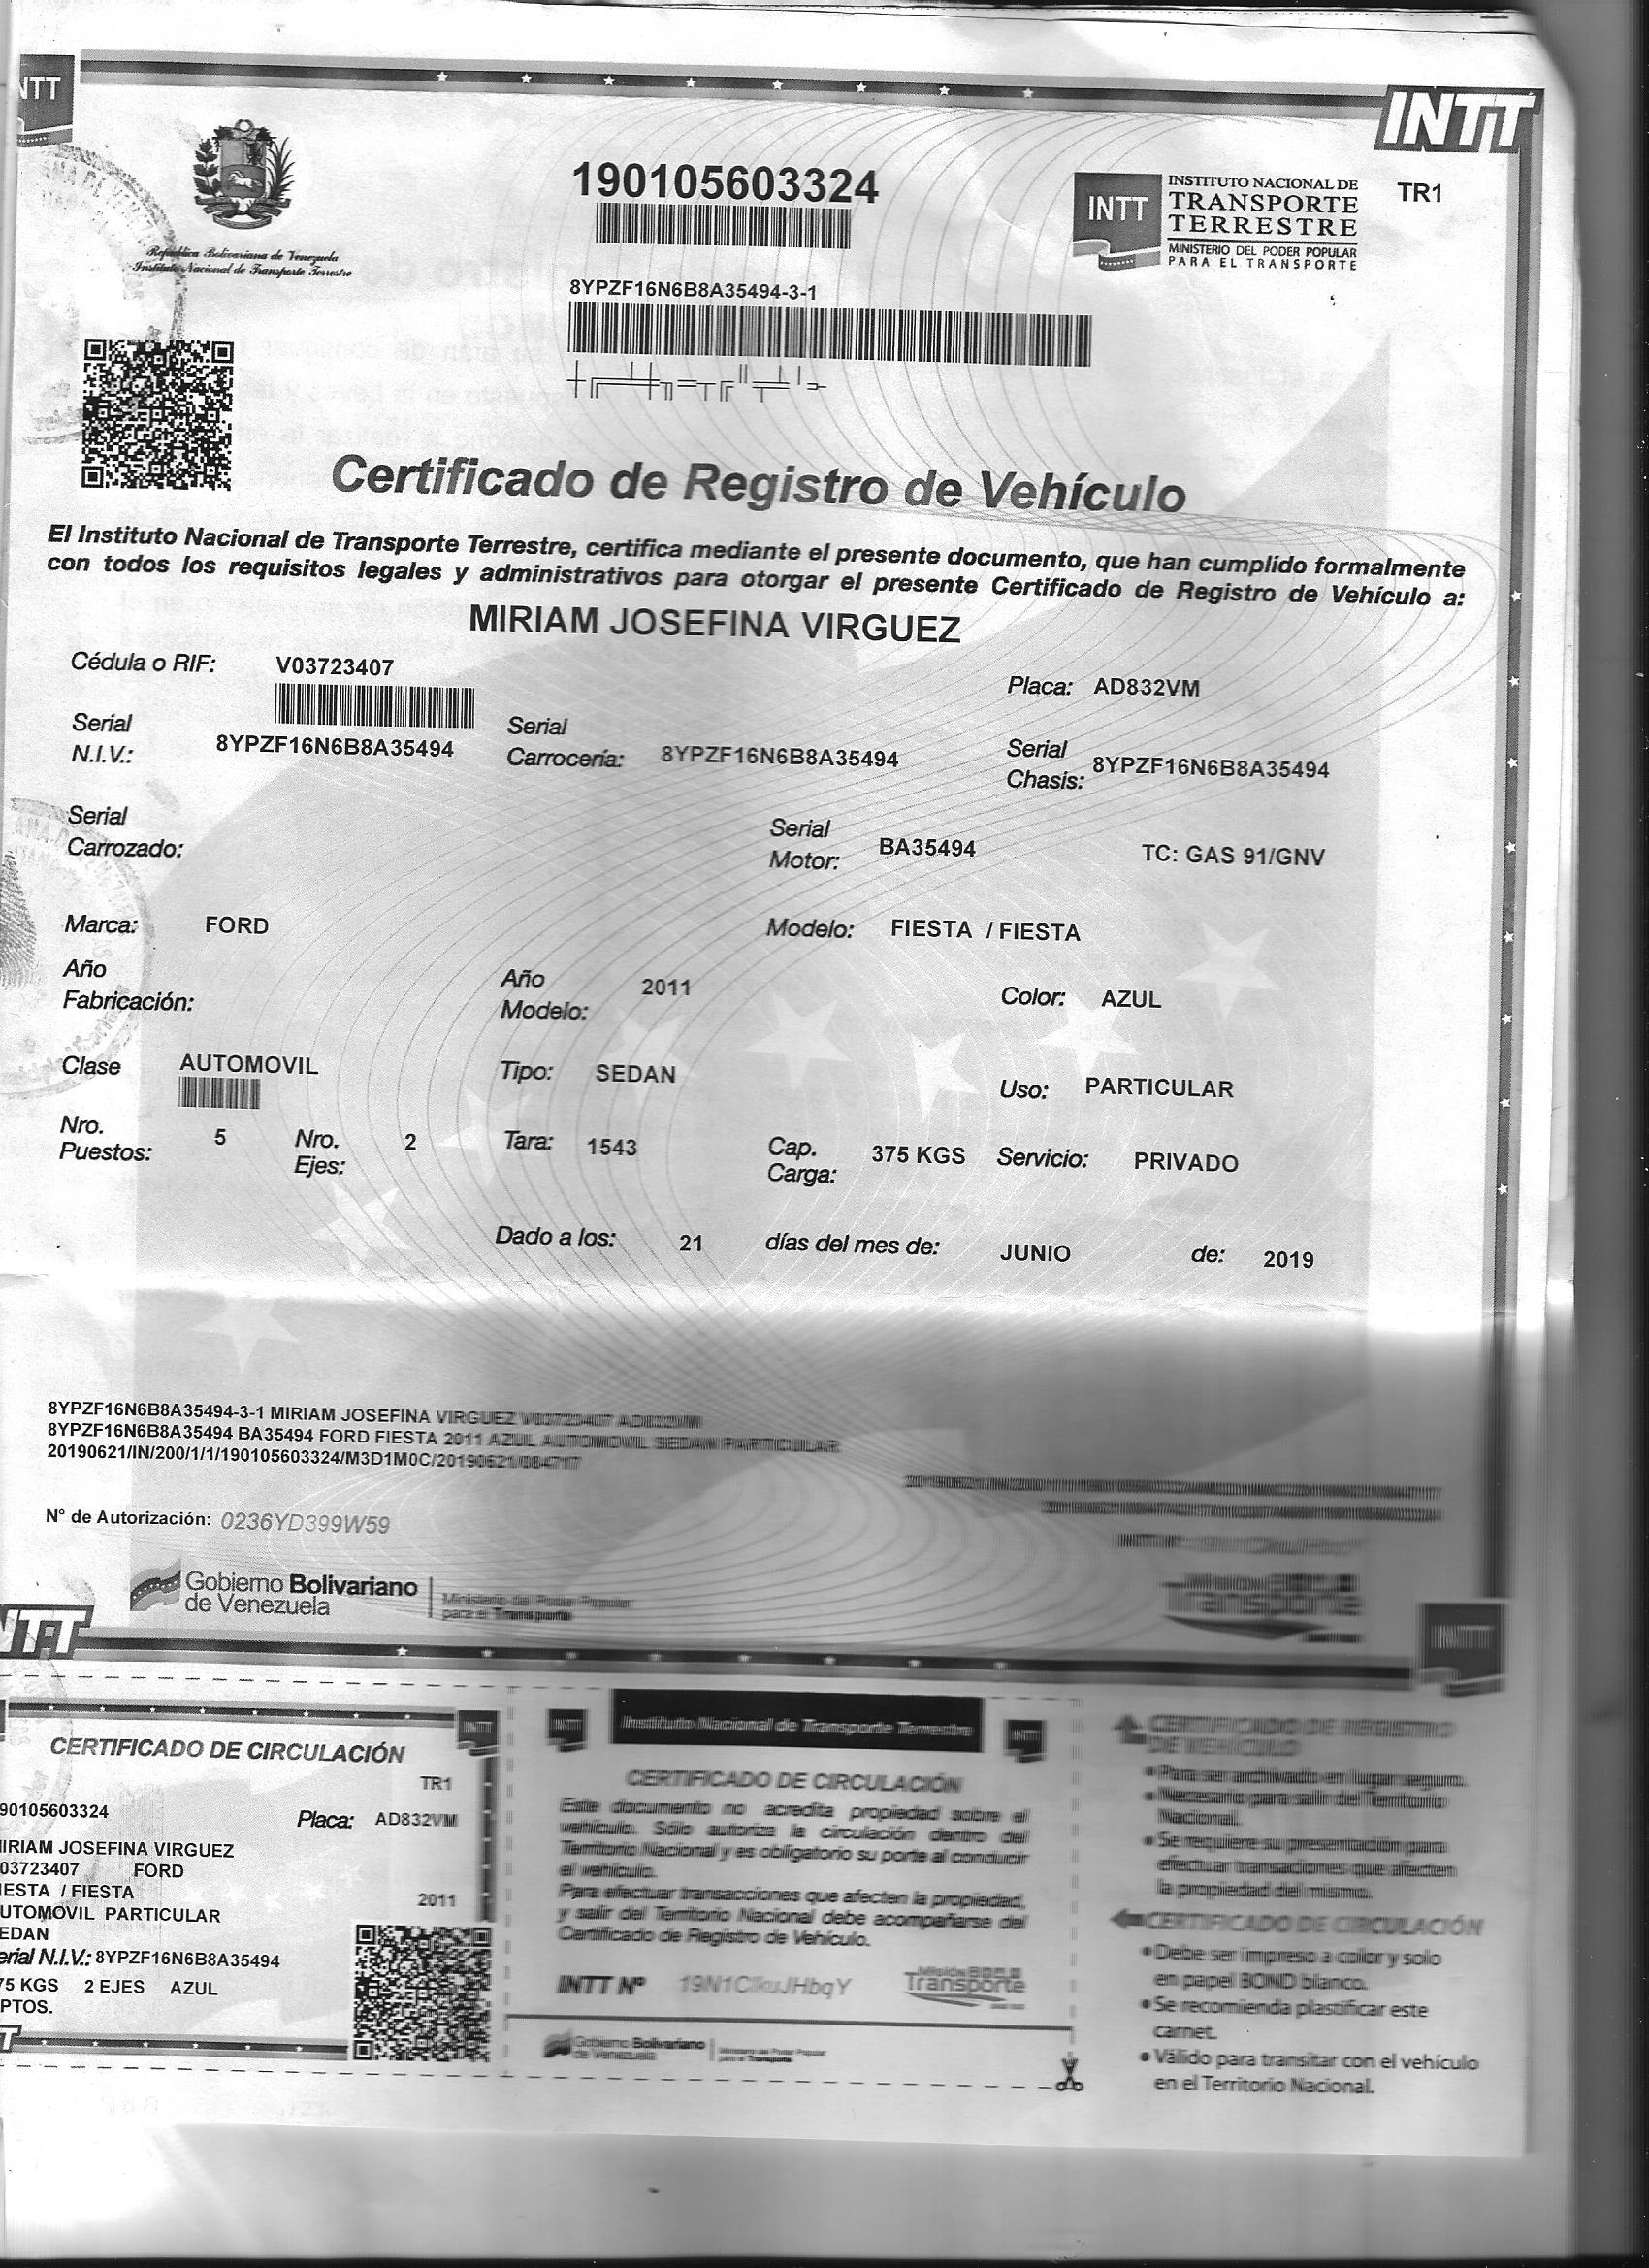 INTT
INTT
190105603324
INTT
INSTITUTO NACIONAL DE
TRANSPORTE
TERRESTRE
MINISTERIO DEL PODER POPULAR
PARA EL TRANSPORTE
TR1
República Bolivariana de Venezuela
Instituto Nacional de Transporte Terrestre
8YPZF16N6B8A35494-3-1
Certificado de Registro de Vehículo
El Instituto Nacional de Transporte Terrestre, certifica mediante el presente documento, que han cumplido formalmente
con todos los requisitos legales y administrativos para otorgar el presente Certificado de Registro de Vehículo a:
MIRIAM JOSEFINA VIRGUEZ
Cédula o RIF: V03723407
Placa: AD832VM
Serial N.I.V.: 8YPZF16N6B8A35494
Serial Carrocería: 8YPZF16N6B8A35494
Serial Chasis: 8YPZF16N6B8A35494
Serial Carrozado:
Serial Motor: BA35494
TC: GAS 91/GNV
Marca: FORD
Modelo: FIESTA / FIESTA
Año Fabricación:
Año Modelo: 2011
Color: AZUL
Clase AUTOMOVIL
Tipo: SEDAN
Uso: PARTICULAR
Nro. Puestos: 5
Nro. Ejes: 2
Tara: 1543
Cap. Carga: 375 KGS
Servicio: PRIVADO
Dado a los: 21 días del mes de: JUNIO de: 2019
8YPZF16N6B8A35494-3-1 MIRIAM JOSEFINA VIRGUEZ V03723407 AD832VM
8YPZF16N6B8A35494 BA35494 FORD FIESTA 2011 AZUL AUTOMOVIL SEDAN PARTICULAR
20190621/IN/200/1/1/190105603324/M3D1M0C/20190621/084717
N° de Autorización: 0236YD399W59
Gobierno Bolivariano
de Venezuela
Ministerio del Poder Popular
para el Transporte
Transporte
CERTIFICADO DE CIRCULACIÓN
TR1
90105603324
Placa: AD832VM
IRIAM JOSEFINA VIRGUEZ
03723407 FORD
IESTA / FIESTA
2011
UTOMOVIL PARTICULAR
EDAN
erial N.I.V.: 8YPZF16N6B8A35494
75 KGS 2 EJES AZUL
PTOS.
INTT
Instituto Nacional de Transporte Terrestre
INTT
CERTIFICADO DE CIRCULACIÓN
Este documento no acredita propiedad sobre el
vehículo. Sólo autoriza la circulación dentro del
Territorio Nacional y es obligatorio su porte al conducir
el vehículo.
Para efectuar transacciones que afecten la propiedad,
y salir del Territorio Nacional debe acompañarse del
Certificado de Registro de Vehículo.
INTT Nº 19N1ClkuJHbqY
Misión
Transporte
Gobierno Bolivariano
de Venezuela
Ministerio del Poder Popular
para el Transporte
CERTIFICADO DE REGISTRO
DE VEHÍCULO
• Para ser archivado en lugar seguro.
• Necesario para salir del Territorio
Nacional.
• Se requiere su presentación para
efectuar transaciones que afecten
la propiedad del mismo.
CERTIFICADO DE CIRCULACIÓN
• Debe ser impreso a color y solo
en papel BOND blanco.
• Se recomienda plastificar este
carnet.
• Válido para transitar con el vehículo
en el Territorio Nacional.